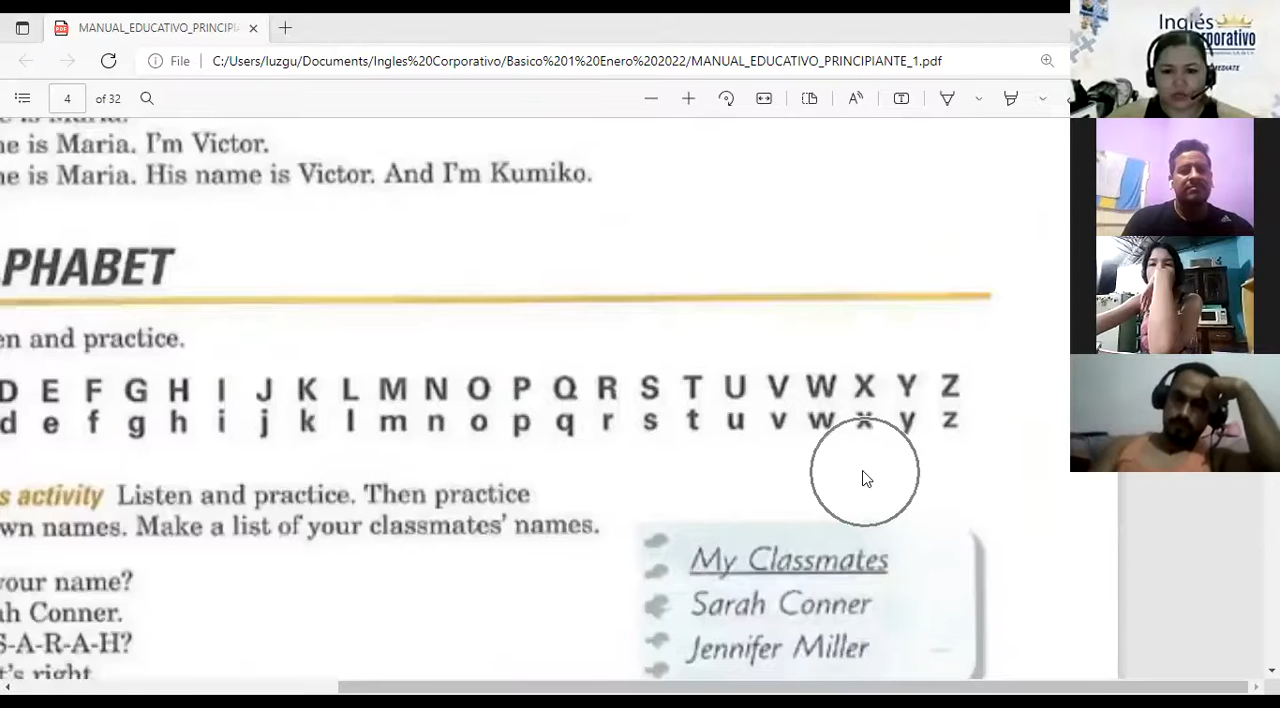 MANUAL_EDUCATIVO_PRINCIPI
File
C:/Users/luzgu/Documents/Ingles%20Corporativo/Basic%201%20Enero%202022/MANUAL_EDUCATIVO_PRINCIPIANTE_1.pdf
4 of 32
ne is Maria. I'm Victor.
ne is Maria. His name is Victor. And I'm Kumiko.
PHABET
en and practice.
D E F G H I J K L M N O P Q R S T U V W X Y Z
d e f g h i j k l m n o p q r s t u v w x y z
s activity Listen and practice. Then practice
wn names. Make a list of your classmates' names.
your name?
ah Conner.
S-A-R-A-H?
t's right.
My Classmates
Sarah Conner
Jennifer Miller
Inglés
orporativo